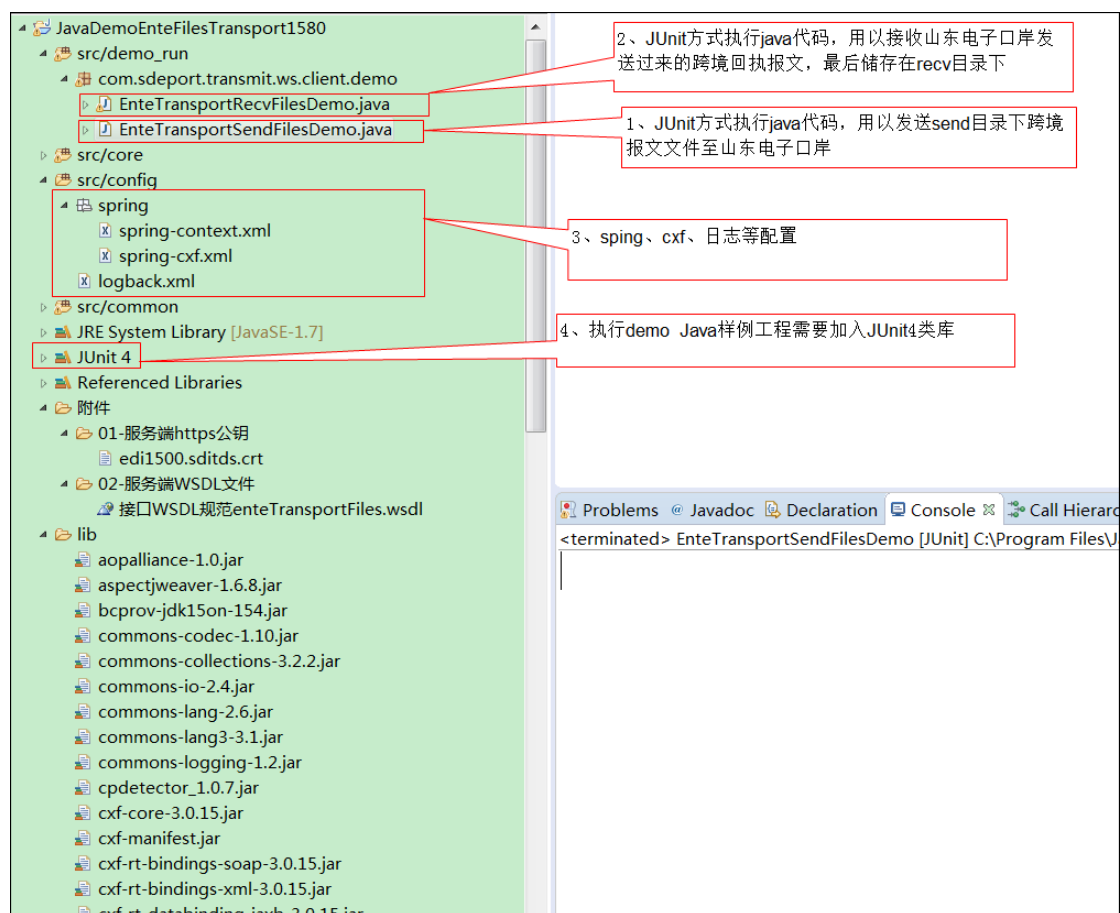 JavaDemoEnteFilesTransport1580
src/demo_run
com.sdeport.transmit.ws.client.demo
EnteTransportRecvFilesDemo.java
EnteTransportSendFilesDemo.java
src/core
src/config
spring
spring-context.xml
spring-cxf.xml
logback.xml
src/common
JRE System Library [JavaSE-1.7]
JUnit 4
Referenced Libraries
附件
01-服务端https公钥
edi1500.sditds.crt
02-服务端WSDL文件
接口WSDL规范enteTransportFiles.wsdl
lib
aopalliance-1.0.jar
aspectjweaver-1.6.8.jar
bcprov-jdk15on-154.jar
commons-codec-1.10.jar
commons-collections-3.2.2.jar
commons-io-2.4.jar
commons-lang-2.6.jar
commons-lang3-3.1.jar
commons-logging-1.2.jar
cpdetector_1.0.7.jar
cxf-core-3.0.15.jar
cxf-manifest.jar
cxf-rt-bindings-soap-3.0.15.jar
cxf-rt-bindings-xml-3.0.15.jar
cxf-rt-databinding-jaxb-3.0.15.jar
2、JUnit方式执行java代码，用以接收山东电子口岸发
送过来的跨境回执报文，最后储存在recv目录下
1、JUnit方式执行java代码，用以发送send目录下跨境
报文文件至山东电子口岸
3、sping、cxf、日志等配置
4、执行demo Java样例工程需要加入JUnit4类库
Problems @ Javadoc Declaration Console Call Hierarc
<terminated> EnteTransportSendFilesDemo [JUnit] C:\Program Files\J